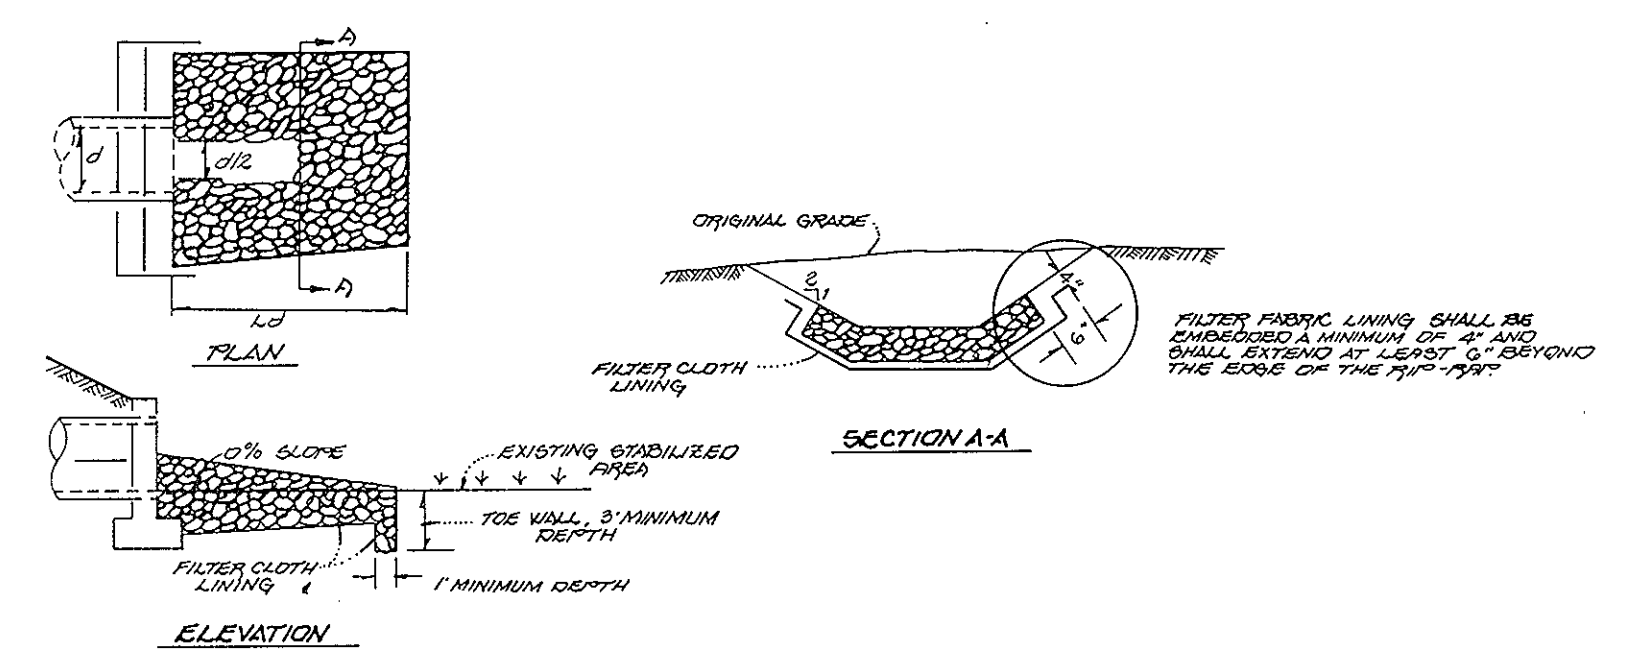 A
d
d/2
A
Ld
PLAN
ORIGINAL GRADE
2
1
4"
6"
FILTER CLOTH
LINING
FILTER FABRIC LINING SHALL BE
EMBEDDED A MINIMUM OF 4" AND
SHALL EXTEND AT LEAST 6" BEYOND
THE EDGE OF THE RIP-RAP.
SECTION A-A
0% SLOPE
EXISTING STABILIZED
AREA
TOE WALL, 3' MINIMUM
DEPTH
FILTER CLOTH
LINING
1' MINIMUM DEPTH
ELEVATION